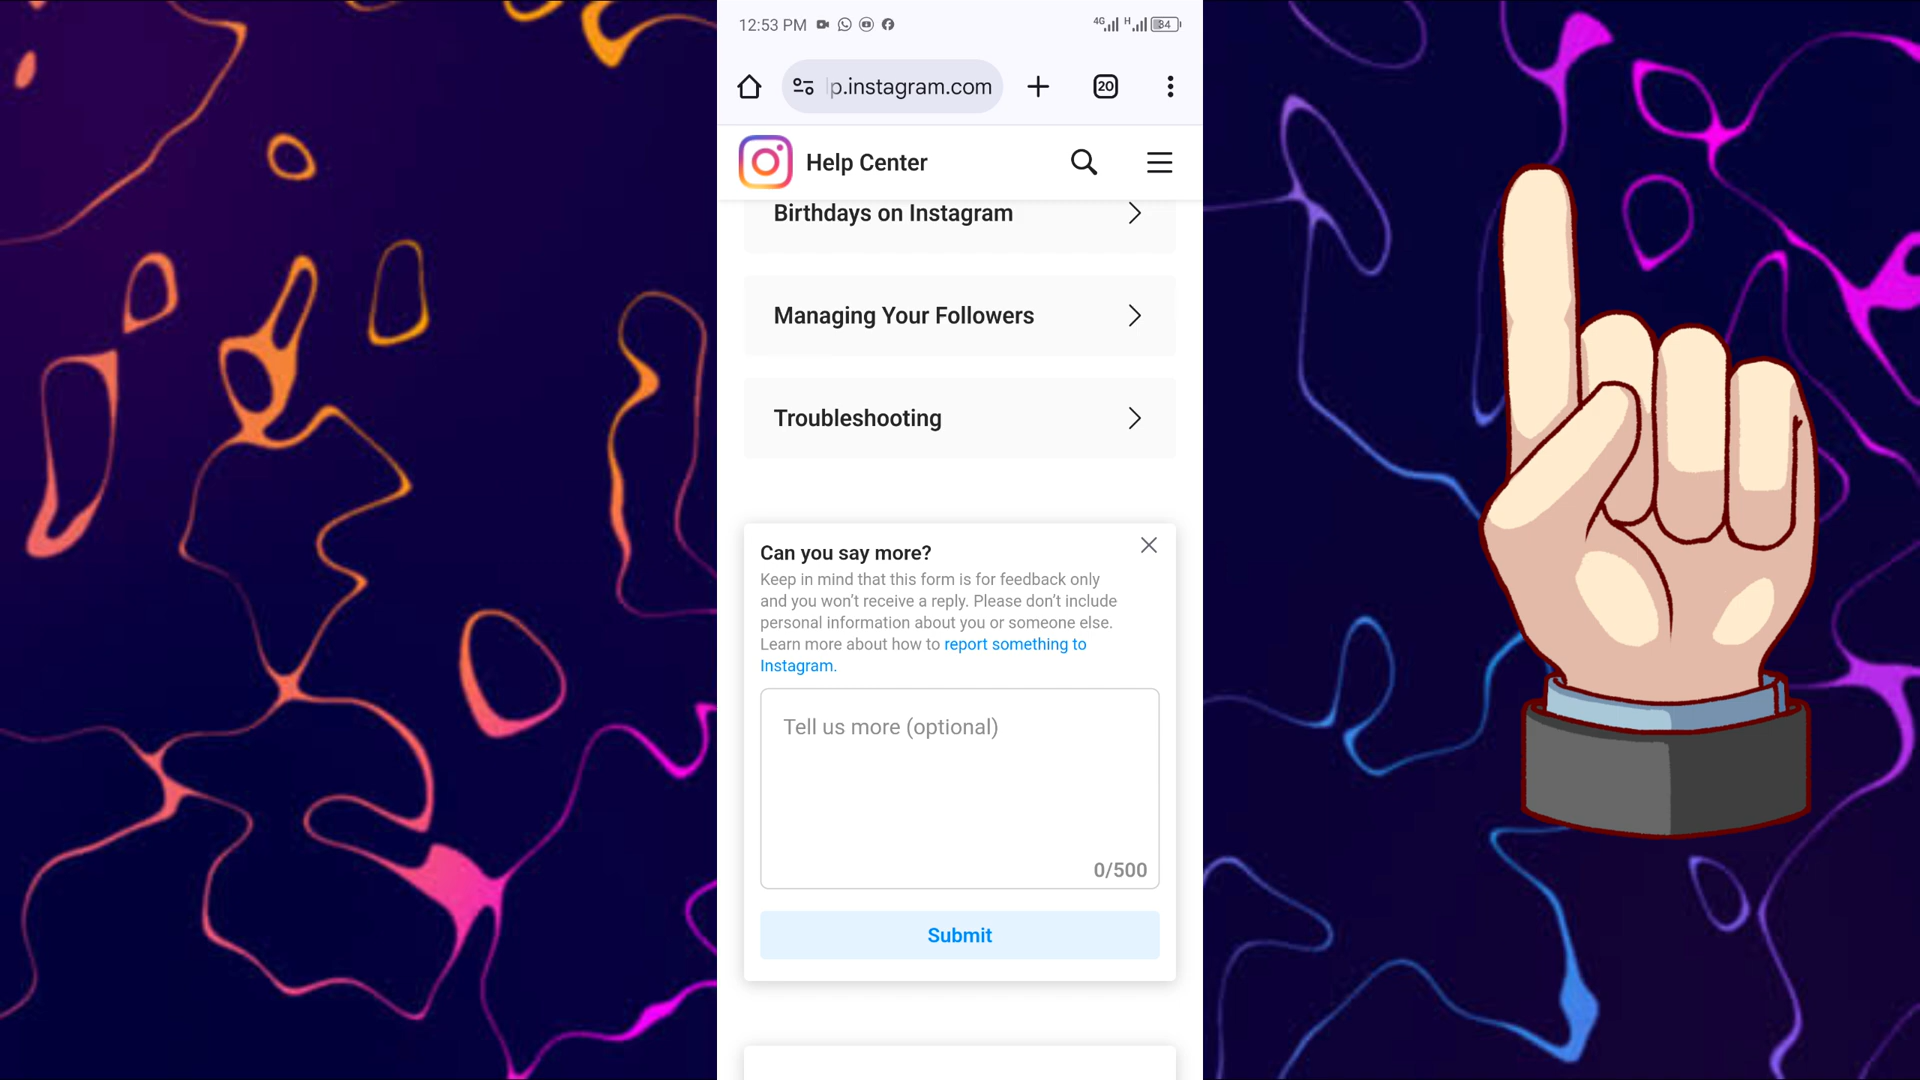 12:53 PM
4G
H
84
p.instagram.com
20
Help Center
Birthdays on Instagram
Managing Your Followers
Troubleshooting
Can you say more?
Keep in mind that this form is for feedback only
and you won’t receive a reply. Please don’t include
personal information about you or someone else.
Learn more about how to report something to
Instagram.
Tell us more (optional)
0/500
Submit